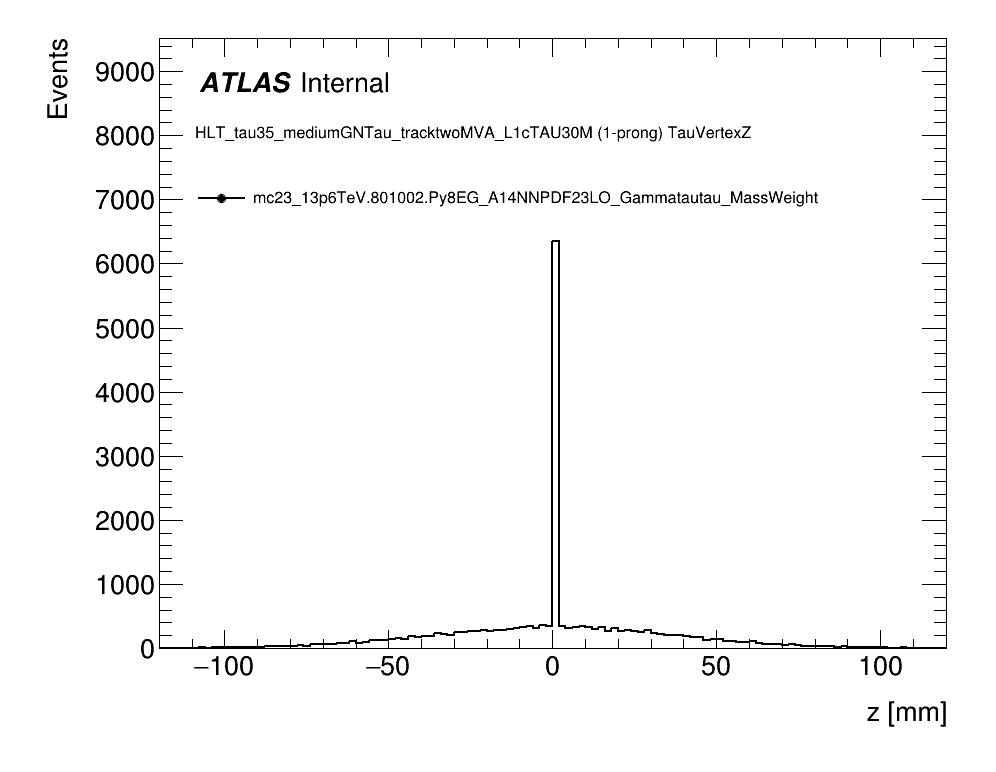 Events
9000
8000
7000
6000
5000
4000
3000
2000
1000
0
ATLAS Internal
HLT_tau35_mediumGNTau_tracktwoMVA_L1cTAU30M (1-prong) TauVertexZ
mc23_13p6TeV.801002.Py8EG_A14NNPDF23LO_Gammatautau_MassWeight
−100 −50 0 50 100
z [mm]